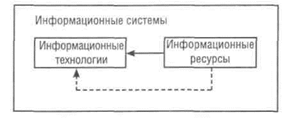 Информационные системы
Информационные
технологии
Информационные
ресурсы